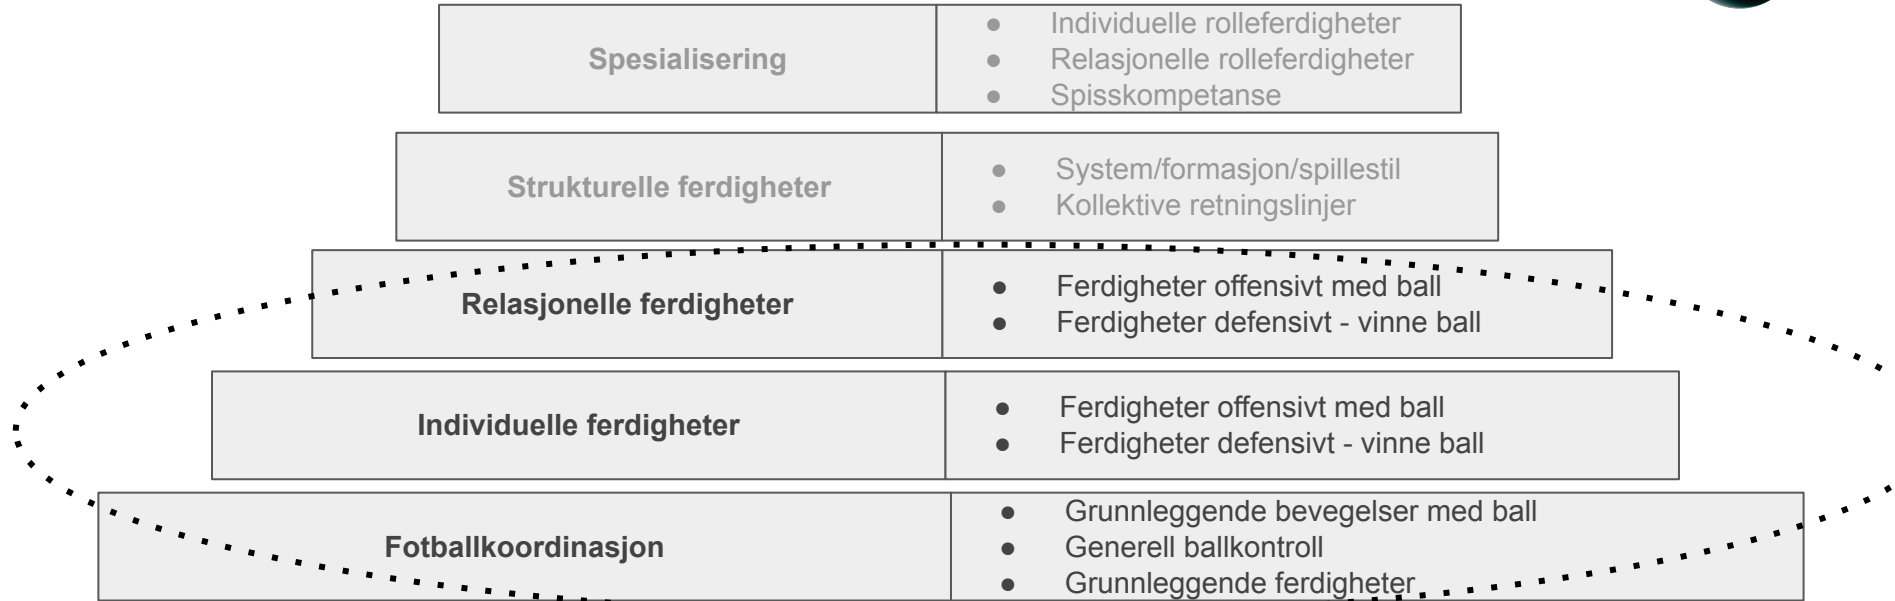 Spesialisering
● Individuelle rolleferdigheter
● Relasjonelle rolleferdigheter
● Spisskompetanse
Strukturelle ferdigheter
● System/formasjon/spillestil
● Kollektive retningslinjer
Relasjonelle ferdigheter
● Ferdigheter offensivt med ball
● Ferdigheter defensivt - vinne ball
Individuelle ferdigheter
● Ferdigheter offensivt med ball
● Ferdigheter defensivt - vinne ball
Fotballkoordinasjon
● Grunnleggende bevegelser med ball
● Generell ballkontroll
● Grunnleggende ferdigheter